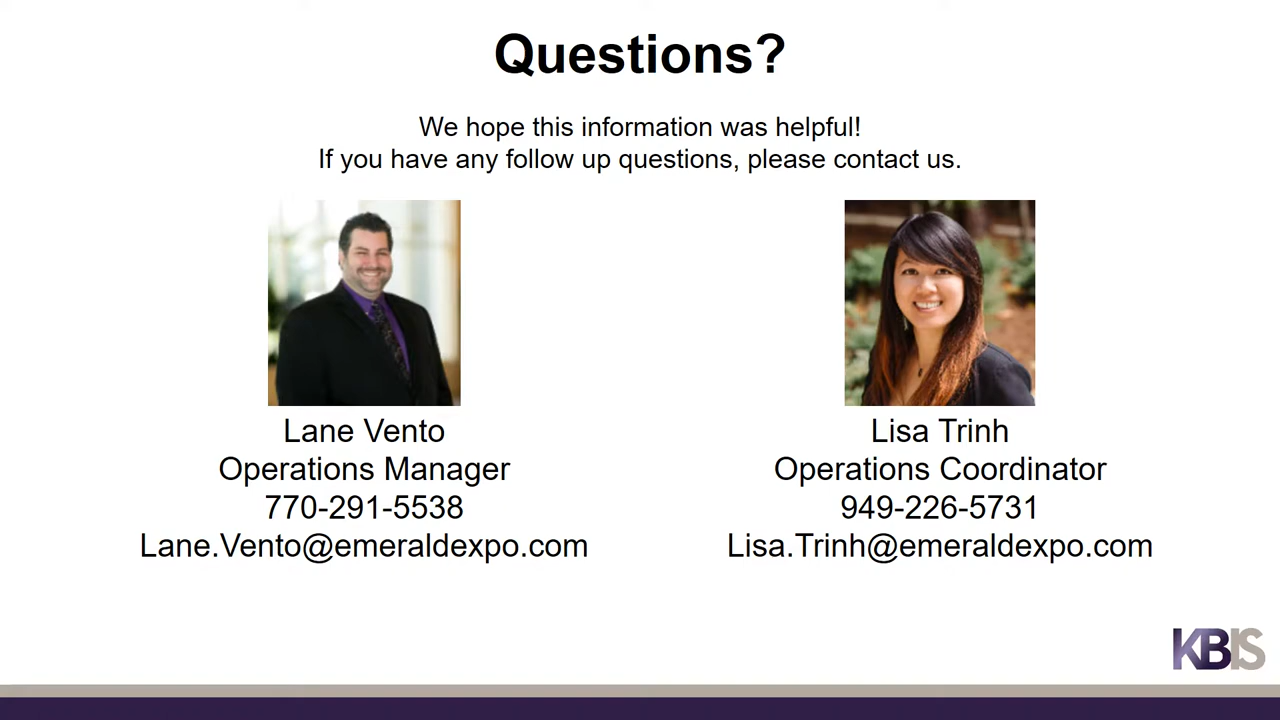 Questions?
We hope this information was helpful!
If you have any follow up questions, please contact us.
Lane Vento
Operations Manager
770-291-5538
Lane.Vento@emeraldexpo.com
Lisa Trinh
Operations Coordinator
949-226-5731
Lisa.Trinh@emeraldexpo.com
KBIS